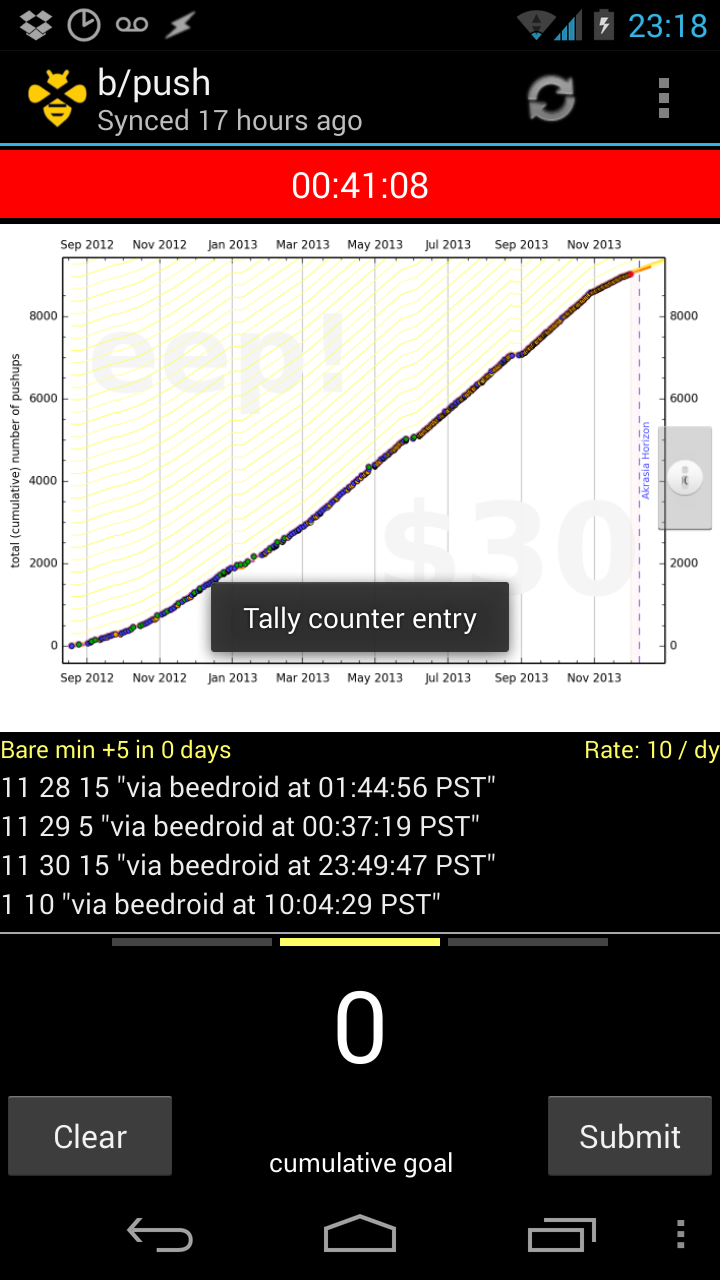 23:18
b/push
Synced 17 hours ago
00:41:08
Sep 2012 Nov 2012 Jan 2013 Mar 2013 May 2013 Jul 2013 Sep 2013 Nov 2013
eep!
$30
total (cumulative) number of pushups
8000 8000
6000 6000
4000
2000 2000
0 0
Akrasia Horizon
Tally counter entry
Sep 2012 Nov 2012 Jan 2013 Mar 2013 May 2013 Jul 2013 Sep 2013 Nov 2013
Bare min +5 in 0 days Rate: 10 / dy
11 28 15 "via beedroid at 01:44:56 PST"
11 29 5 "via beedroid at 00:37:19 PST"
11 30 15 "via beedroid at 23:49:47 PST"
1 10 "via beedroid at 10:04:29 PST"
0
Clear
cumulative goal
Submit